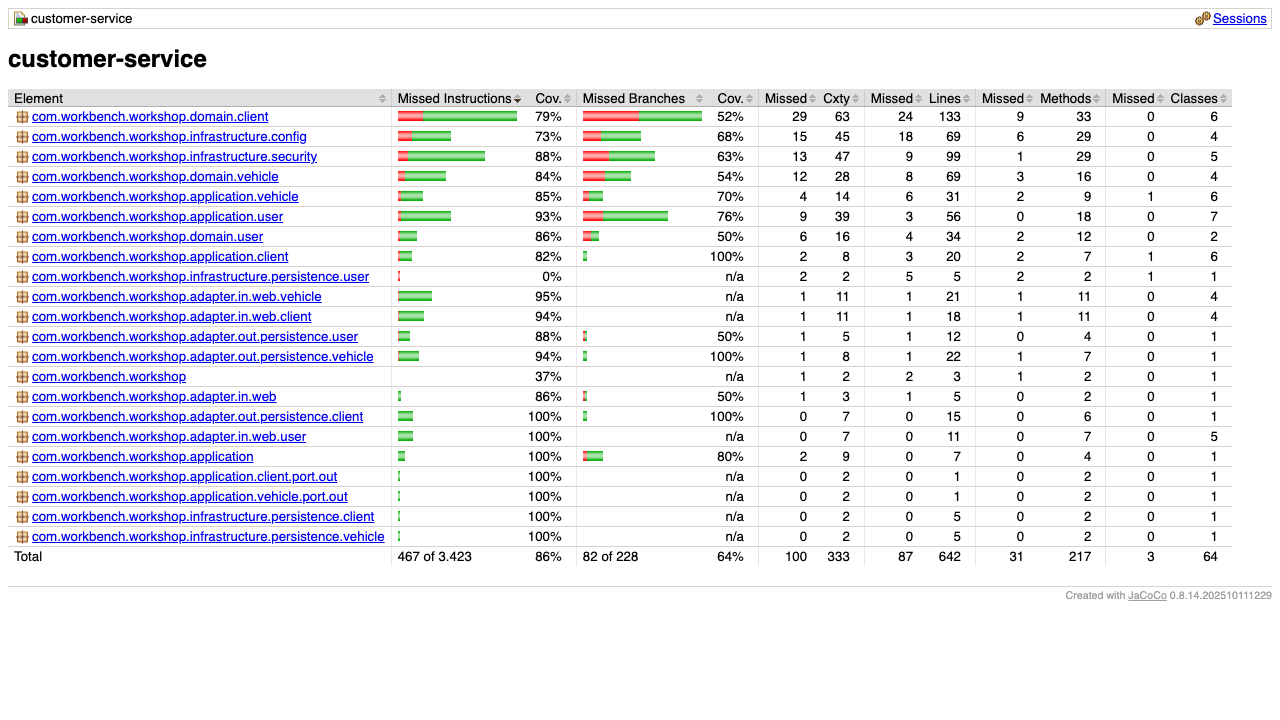 customer-service Sessions
customer-service
Element Missed Instructions Cov. Missed Branches Cov. Missed Cxty Missed Lines Missed Methods Missed Classes
com.workbench.workshop.domain.client 79% 52% 29 63 24 133 9 33 0 6
com.workbench.workshop.infrastructure.config 73% 68% 15 45 18 69 6 29 0 4
com.workbench.workshop.infrastructure.security 88% 63% 13 47 9 99 1 29 0 5
com.workbench.workshop.domain.vehicle 84% 54% 12 28 8 69 3 16 0 4
com.workbench.workshop.application.vehicle 85% 70% 4 14 6 31 2 9 1 6
com.workbench.workshop.application.user 93% 76% 9 39 3 56 0 18 0 7
com.workbench.workshop.domain.user 86% 50% 6 16 4 34 2 12 0 2
com.workbench.workshop.application.client 82% 100% 2 8 3 20 2 7 1 6
com.workbench.workshop.infrastructure.persistence.user 0% n/a 2 2 5 5 2 2 1 1
com.workbench.workshop.adapter.in.web.vehicle 95% n/a 1 11 1 21 1 11 0 4
com.workbench.workshop.adapter.in.web.client 94% n/a 1 11 1 18 1 11 0 4
com.workbench.workshop.adapter.out.persistence.user 88% 50% 1 5 1 12 0 4 0 1
com.workbench.workshop.adapter.out.persistence.vehicle 94% 100% 1 8 1 22 1 7 0 1
com.workbench.workshop 37% n/a 1 2 2 3 1 2 0 1
com.workbench.workshop.adapter.in.web 86% 50% 1 3 1 5 0 2 0 1
com.workbench.workshop.adapter.out.persistence.client 100% 100% 0 7 0 15 0 6 0 1
com.workbench.workshop.adapter.in.web.user 100% n/a 0 7 0 11 0 7 0 5
com.workbench.workshop.application 100% 80% 2 9 0 7 0 4 0 1
com.workbench.workshop.application.client.port.out 100% n/a 0 2 0 1 0 2 0 1
com.workbench.workshop.application.vehicle.port.out 100% n/a 0 2 0 1 0 2 0 1
com.workbench.workshop.infrastructure.persistence.client 100% n/a 0 2 0 5 0 2 0 1
com.workbench.workshop.infrastructure.persistence.vehicle 100% n/a 0 2 0 5 0 2 0 1
Total 467 of 3.423 86% 82 of 228 64% 100 333 87 642 31 217 3 64
Created with JaCoCo 0.8.14.202510111229